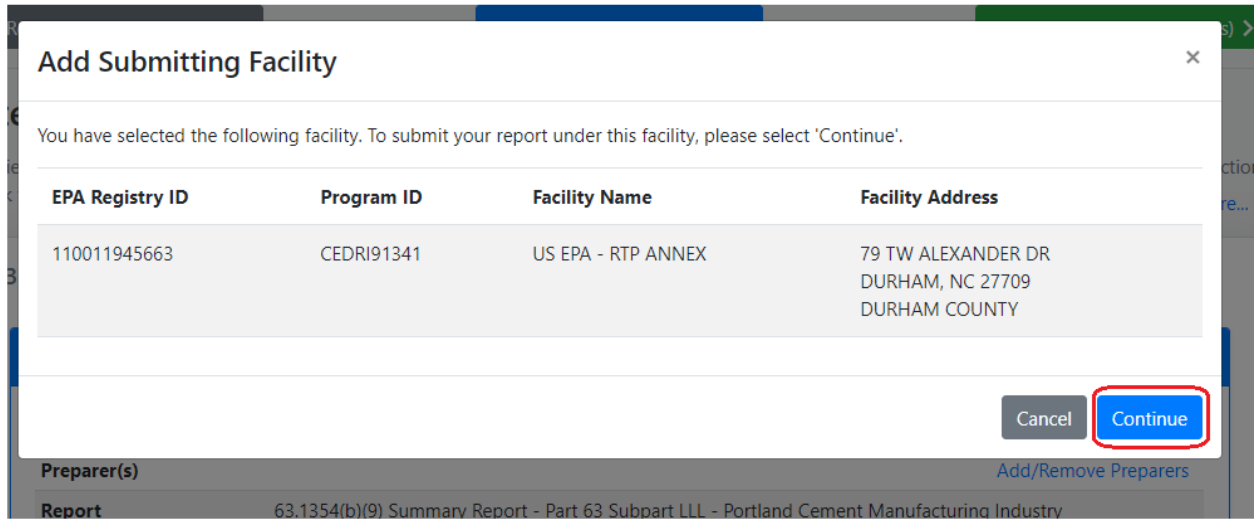 s)
Add Submitting Facility
×
You have selected the following facility. To submit your report under this facility, please select 'Continue'.
EPA Registry ID Program ID Facility Name Facility Address
110011945663 CEDRI91341 US EPA - RTP ANNEX 79 TW ALEXANDER DR
DURHAM, NC 27709
DURHAM COUNTY
Cancel Continue
Preparer(s) Add/Remove Preparers
Report 63.1354(b)(9) Summary Report - Part 63 Subpart LLL - Portland Cement Manufacturing Industry